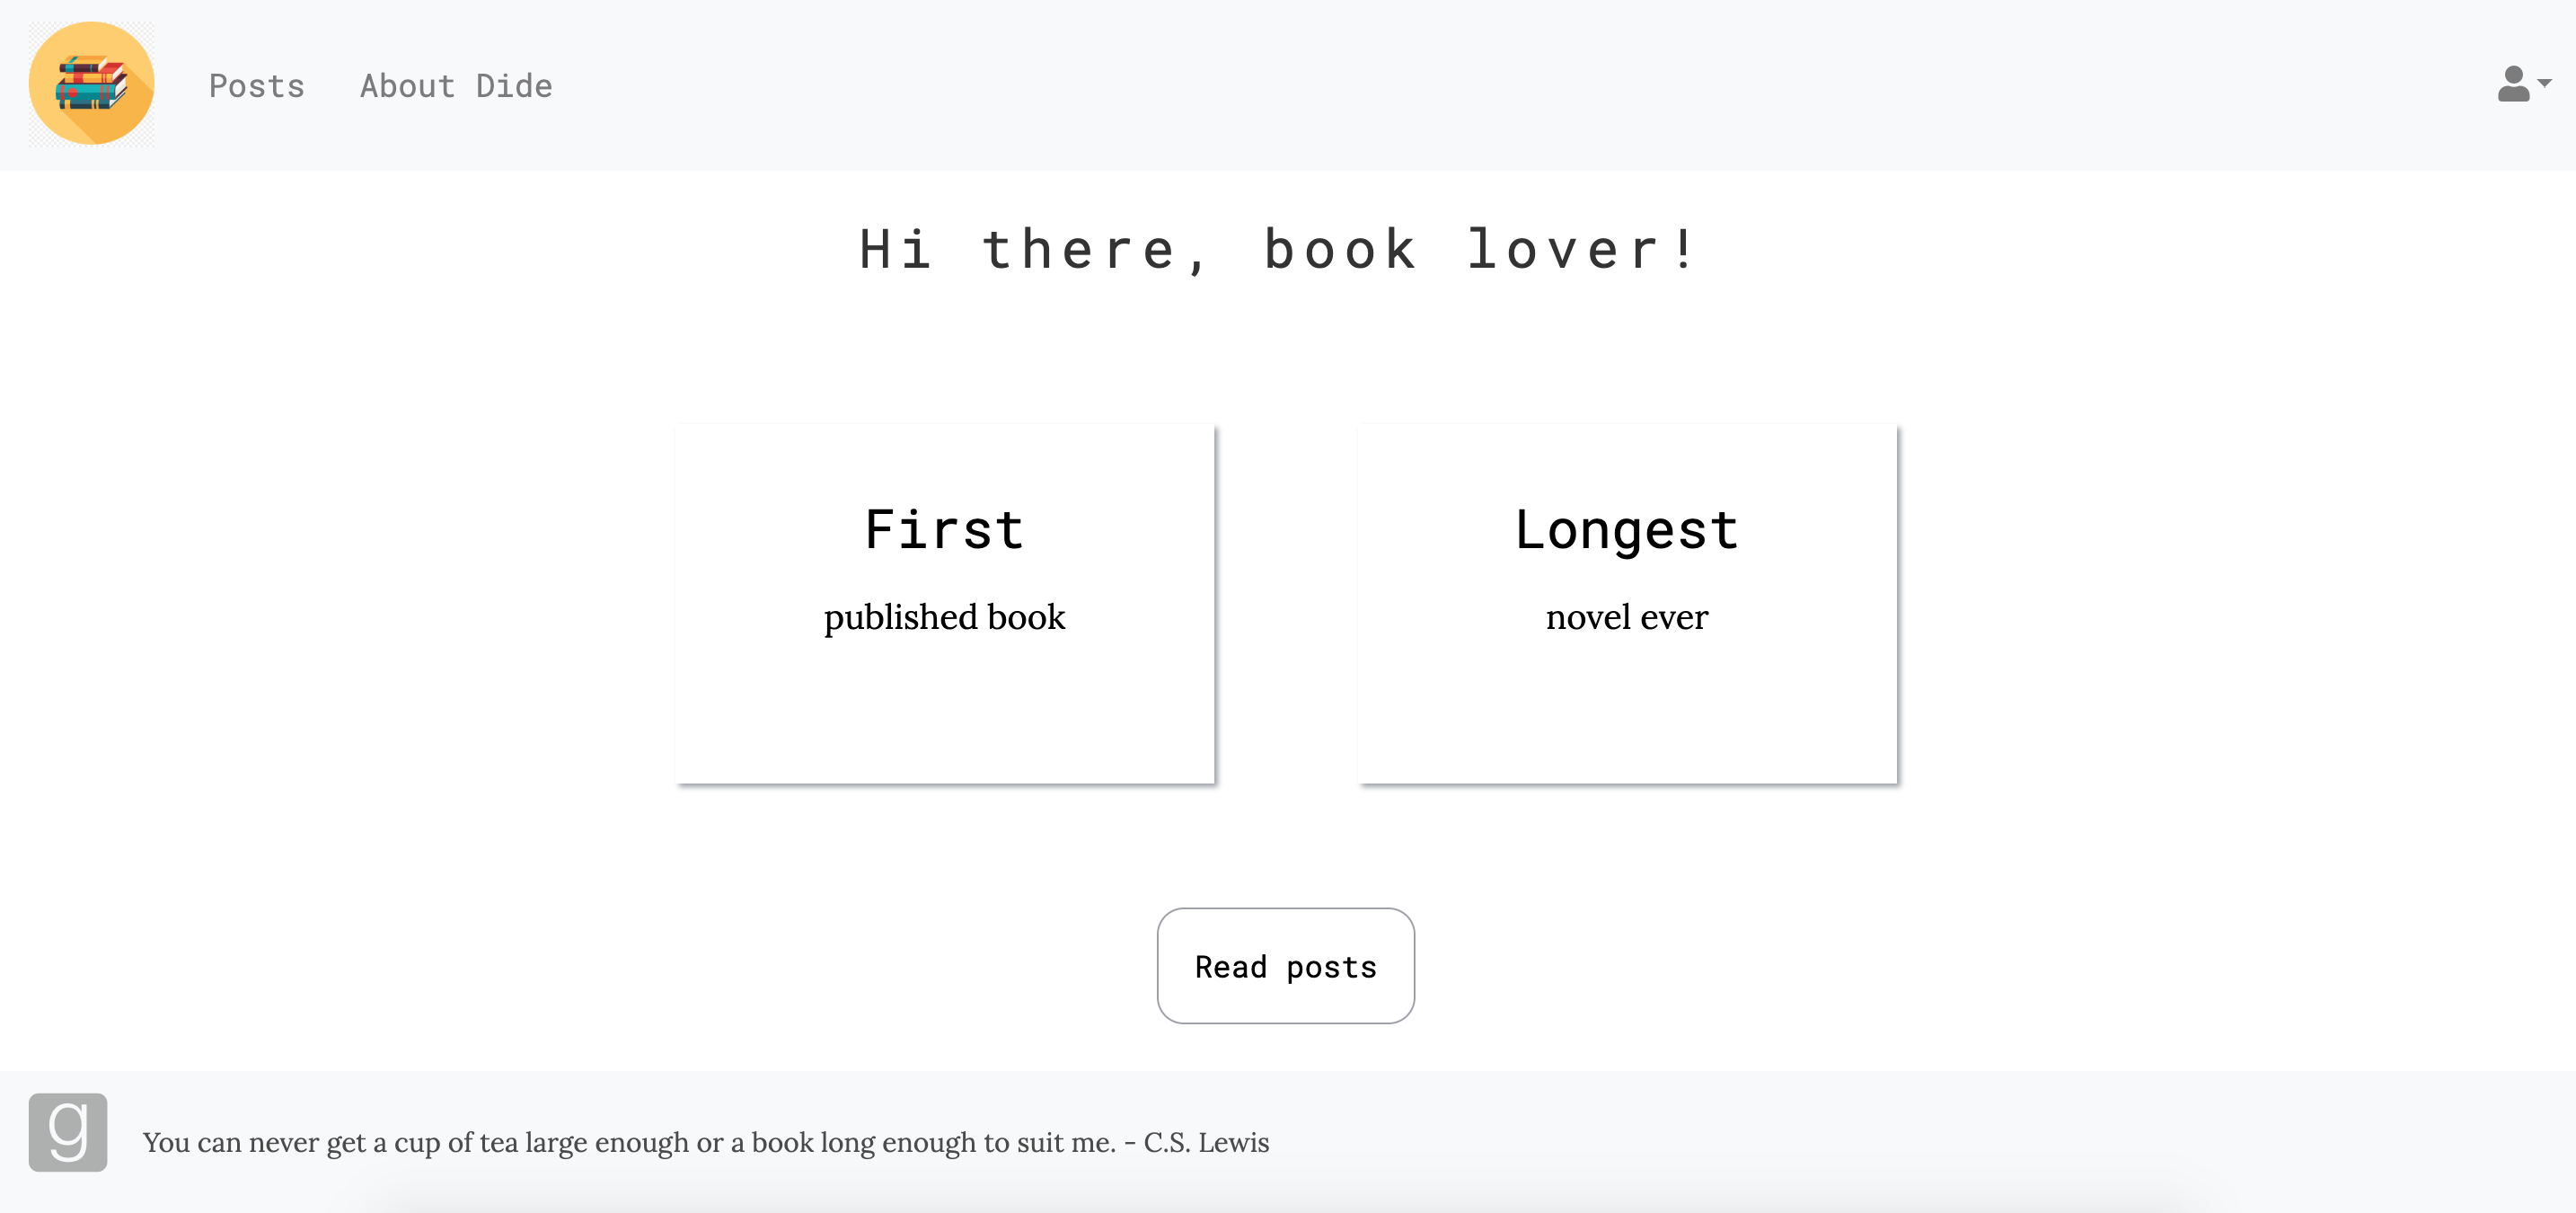 Posts About Dide
Hi there, book lover!
First
published book
Longest
novel ever
Read posts
g
You can never get a cup of tea large enough or a book long enough to suit me. - C.S. Lewis